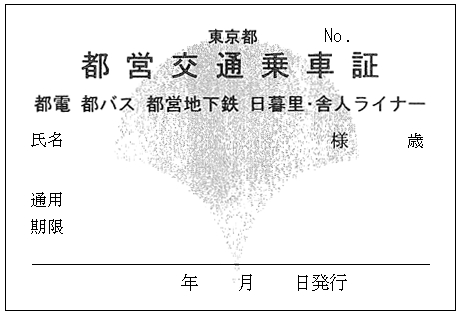 東京都 No.
都営交通乗車証
都電 都バス 都営地下鉄 日暮里・舎人ライナー
氏名 様 歳
通用
期限
年 月 日発行